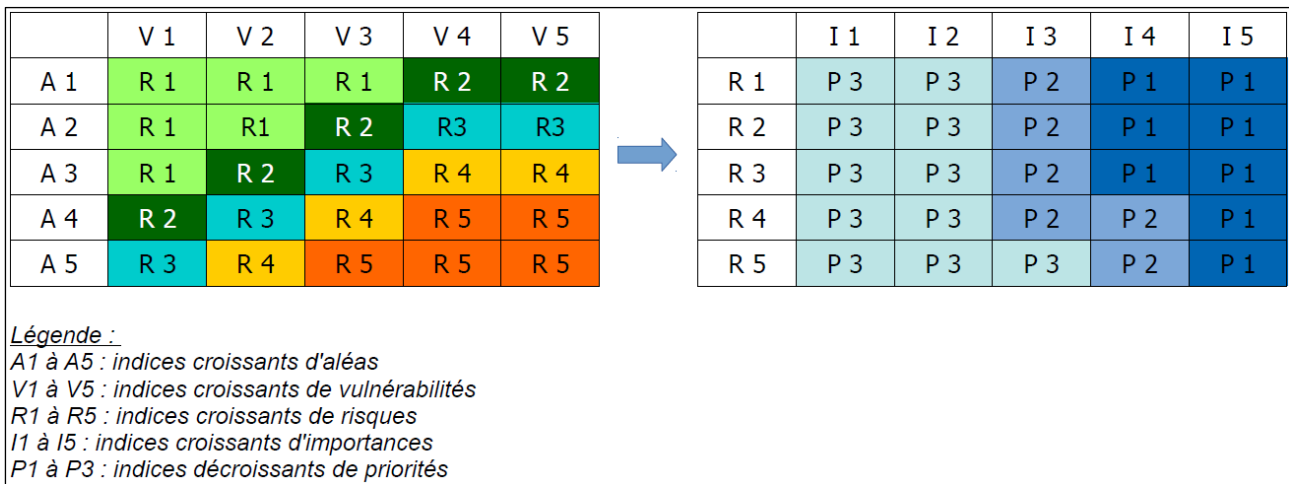 V 1 V 2 V 3 V 4 V 5 I 1 I 2 I 3 I 4 I 5
A 1 R 1 R 1 R 1 R 2 R 2 R 1 P 3 P 3 P 2 P 1 P 1
A 2 R 1 R1 R 2 R3 R3 R 2 P 3 P 3 P 2 P 1 P 1
A 3 R 1 R 2 R 3 R 4 R 4 R 3 P 3 P 3 P 2 P 1 P 1
A 4 R 2 R 3 R 4 R 5 R 5 R 4 P 3 P 3 P 2 P 2 P 1
A 5 R 3 R 4 R 5 R 5 R 5 R 5 P 3 P 3 P 3 P 2 P 1
Légende :
A1 à A5 : indices croissants d'aléas
V1 à V5 : indices croissants de vulnérabilités
R1 à R5 : indices croissants de risques
I1 à I5 : indices croissants d'importances
P1 à P3 : indices décroissants de priorités